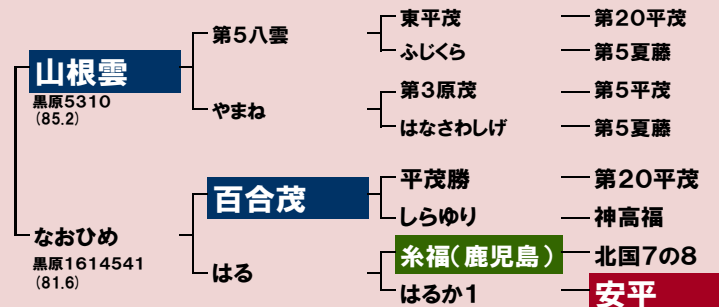 東平茂 第20平茂
第5八雲
ふじくら 第5夏藤
山根雲
黒原5310
(85.2)
第3原茂 第5平茂
やまね
はなさわしげ 第5夏藤
平茂勝 第20平茂
百合茂
しらゆり 神高福
なおひめ
黒原1614541
(81.6)
糸福(鹿児島) 北国7の8
はる
はるか1 安平